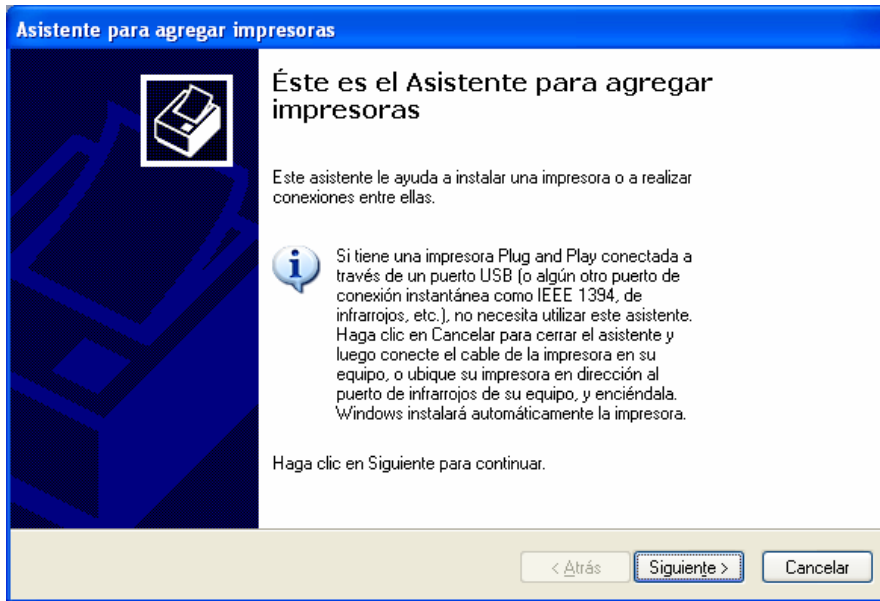 Asistente para agregar impresoras
Éste es el Asistente para agregar
impresoras
Este asistente le ayuda a instalar una impresora o a realizar
conexiones entre ellas.
Si tiene una impresora Plug and Play conectada a
través de un puerto USB (o algún otro puerto de
conexión instantánea como IEEE 1394, de
infrarrojos, etc.), no necesita utilizar este asistente.
Haga clic en Cancelar para cerrar el asistente y
luego conecte el cable de la impresora en su
equipo, o ubique su impresora en dirección al
puerto de infrarrojos de su equipo, y enciéndala.
Windows instalará automáticamente la impresora.
Haga clic en Siguiente para continuar.
< Atrás Siguiente > Cancelar